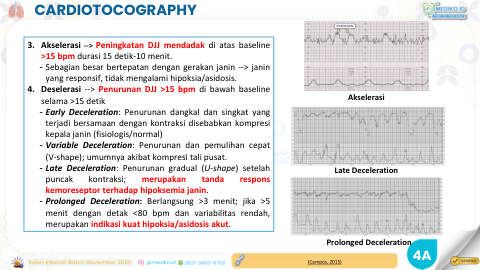 CARDIOTOCOGRAPHY
3. Akselerasi --> Peningkatan DJJ mendadak di atas baseline
>15 bpm durasi 15 detik-10 menit.
- Sebagian besar bertepatan dengan gerakan janin --> janin
yang responsif, tidak mengalami hipoksia/asidosis.
4. Deselerasi --> Penurunan DJJ >15 bpm di bawah baseline
selama >15 detik
- Early Deceleration: Penurunan dangkal dan singkat yang
terjadi bersamaan dengan kontraksi disebabkan kompresi
kepala janin (fisiologis/normal)
- Variable Deceleration: Penurunan dan pemulihan cepat
(V-shape); umumnya akibat kompresi tali pusat.
- Late Deceleration: Penurunan gradual (U-shape) setelah
puncak kontraksi; merupakan tanda respons
kemoreseptor terhadap hipoksemia janin.
- Prolonged Deceleration: Berlangsung >3 menit; jika >5
menit dengan detak <80 bpm dan variabilitas rendah,
merupakan indikasi kuat hipoksia/asidosis akut.
Akselerasi
Late Deceleration
Prolonged Deceleration
4A